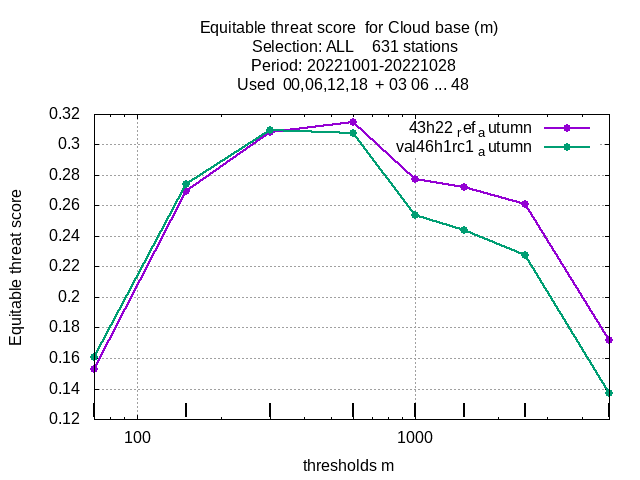 Equitable threat score  for Cloud base (m)
Selection: ALL    631 stations
Period: 20221001-20221028
Used  00,06,12,18  + 03 06 ... 48
43h22 ref autumn
val46h1rc1 autumn
Equitable threat score
0.32
0.3
0.28
0.26
0.24
0.22
0.2
0.18
0.16
0.14
0.12
100
1000
thresholds m